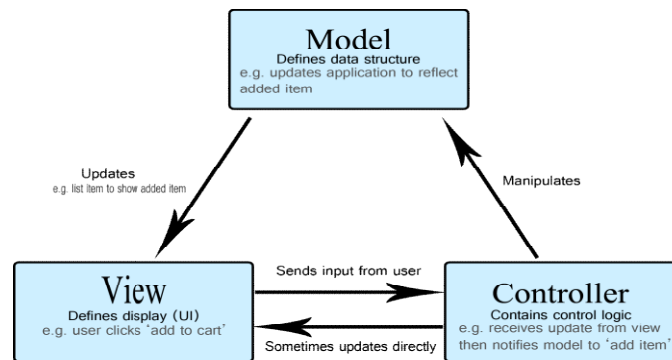 Model
Defines data structure
e.g. updates application to reflect
added item
Updates
e.g. list item to show added item
Manipulates
View
Defines display (UI)
e.g. user clicks 'add to cart'
Sends input from user
Sometimes updates directly
Controller
Contains control logic
e.g. receives update from view
then notifies model to 'add item'